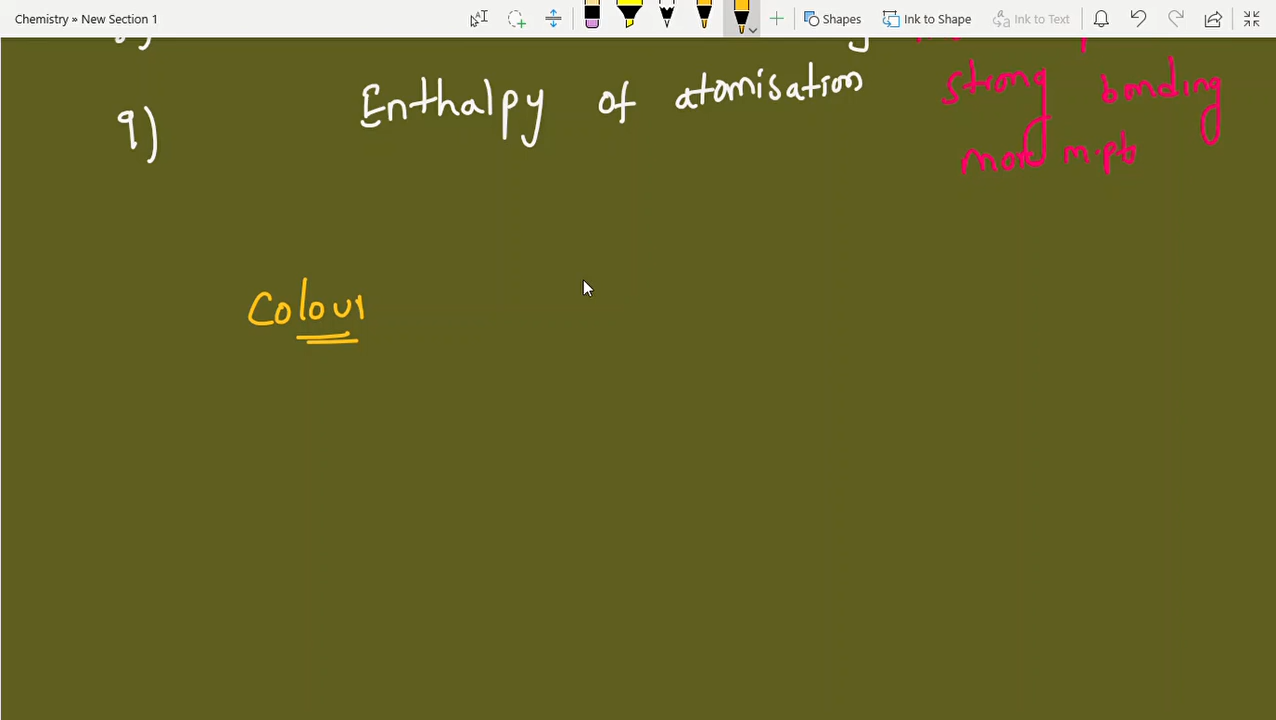 Chemistry » New Section 1
Shapes
Ink to Shape
Ink to Text
Enthalpy of atomisation
strong bonding
9)
more m.pt
Colour